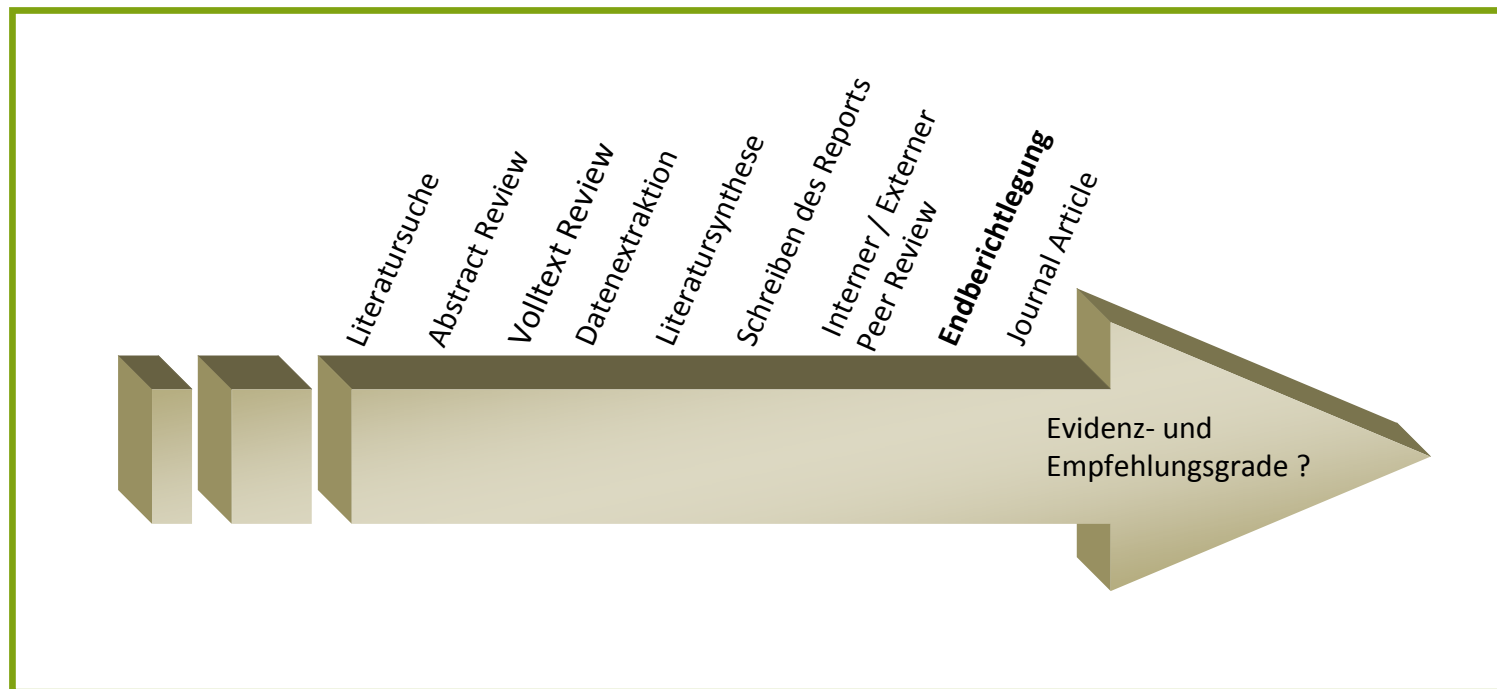 Literatursuche
Abstract Review
Volltext Review
Datenextraktion
Literatursynthese
Schreiben des Reports
Interner / Externer
Peer Review
Endberichtlegung
Journal Article
Evidenz- und
Empfehlungsgrade ?